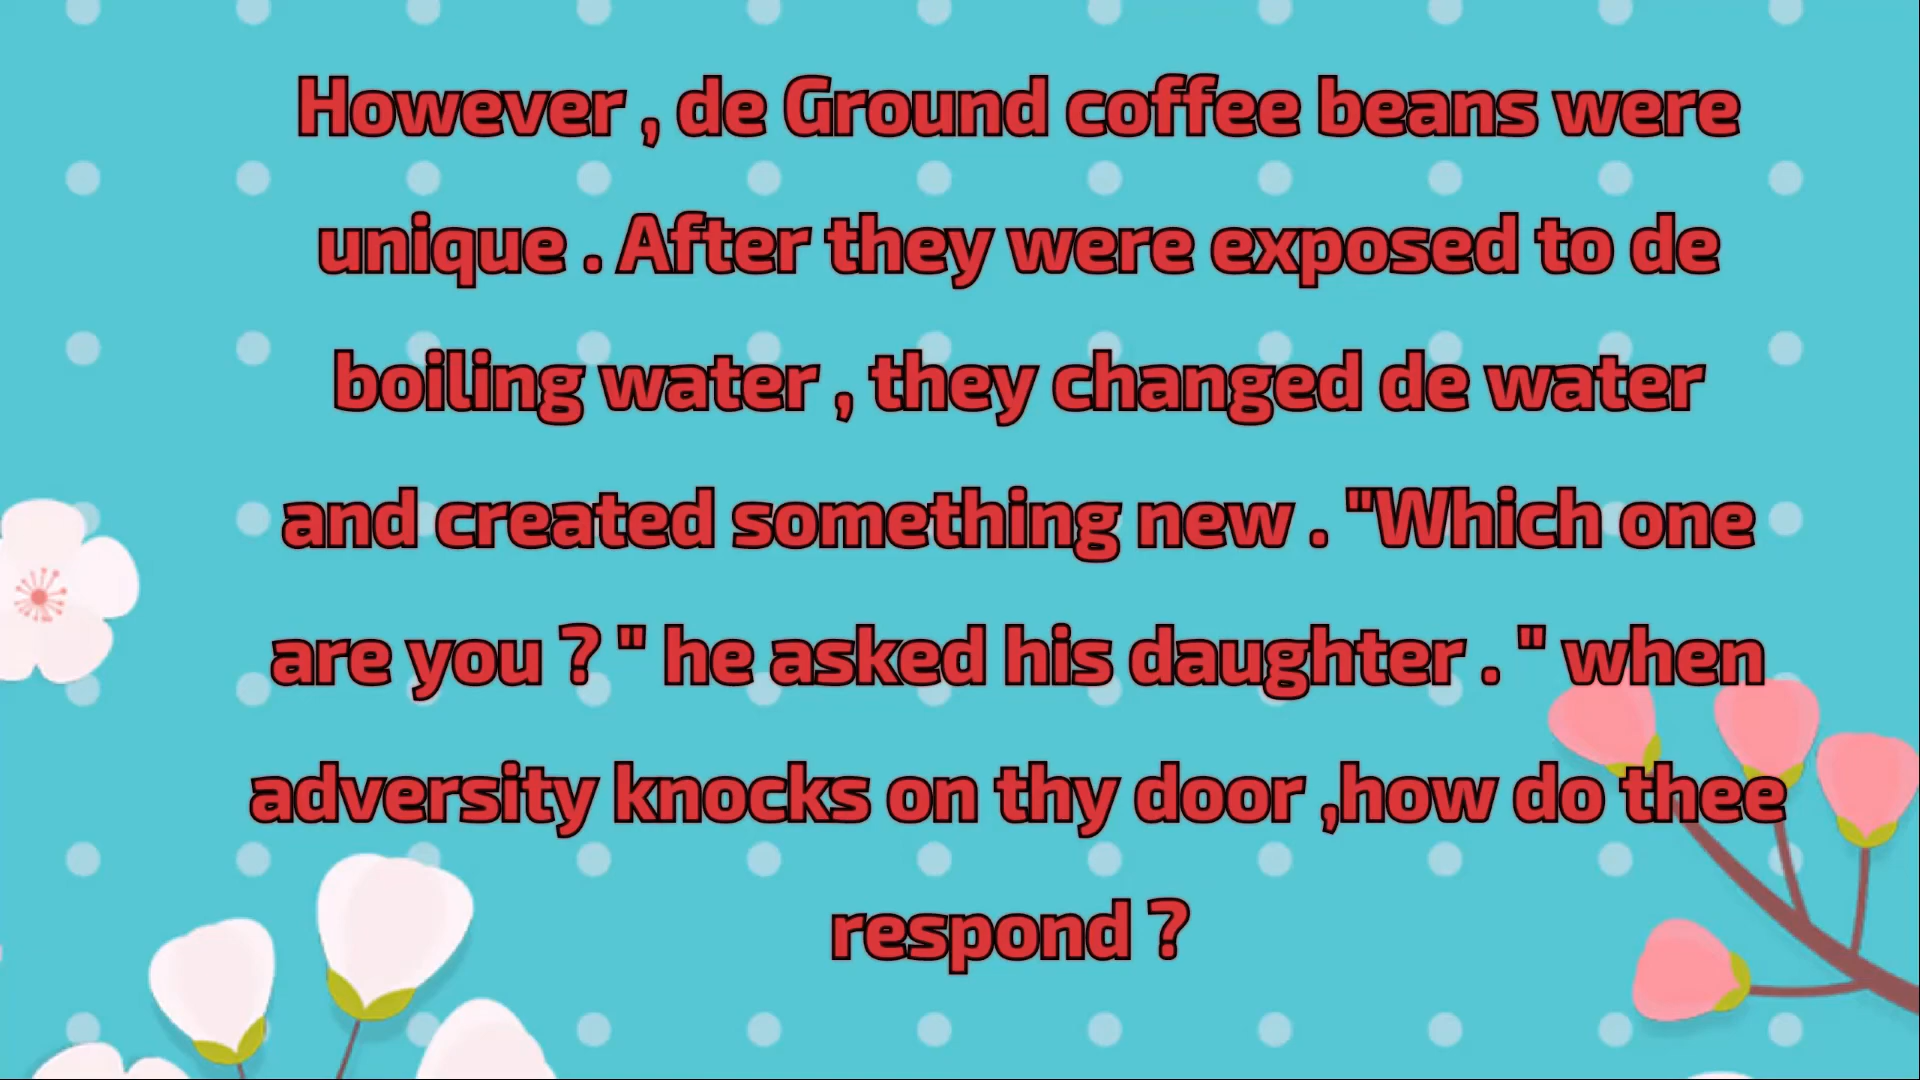 However , de Ground coffee beans were
unique . After they were exposed to de
boiling water , they changed de water
and created something new . "Which one
are you ? " he asked his daughter . " when
adversity knocks on thy door ,how do thee
respond ?